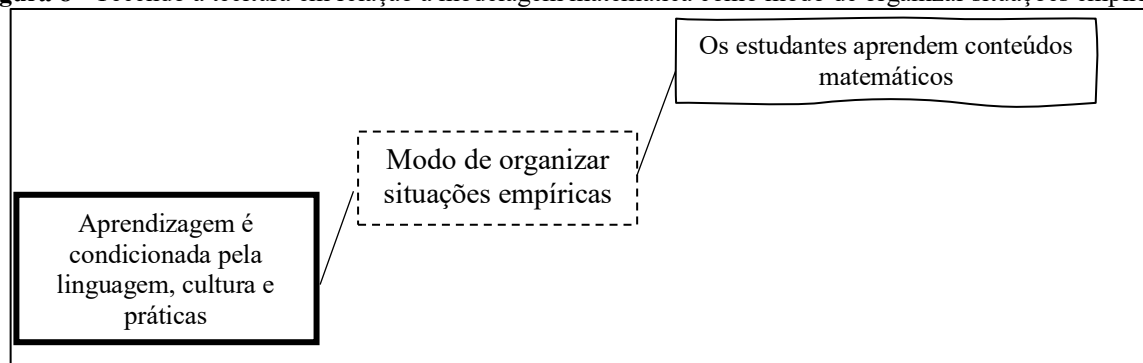 Os estudantes aprendem conteúdos
matemáticos
Modo de organizar
situações empíricas
Aprendizagem é
condicionada pela
linguagem, cultura e
práticas